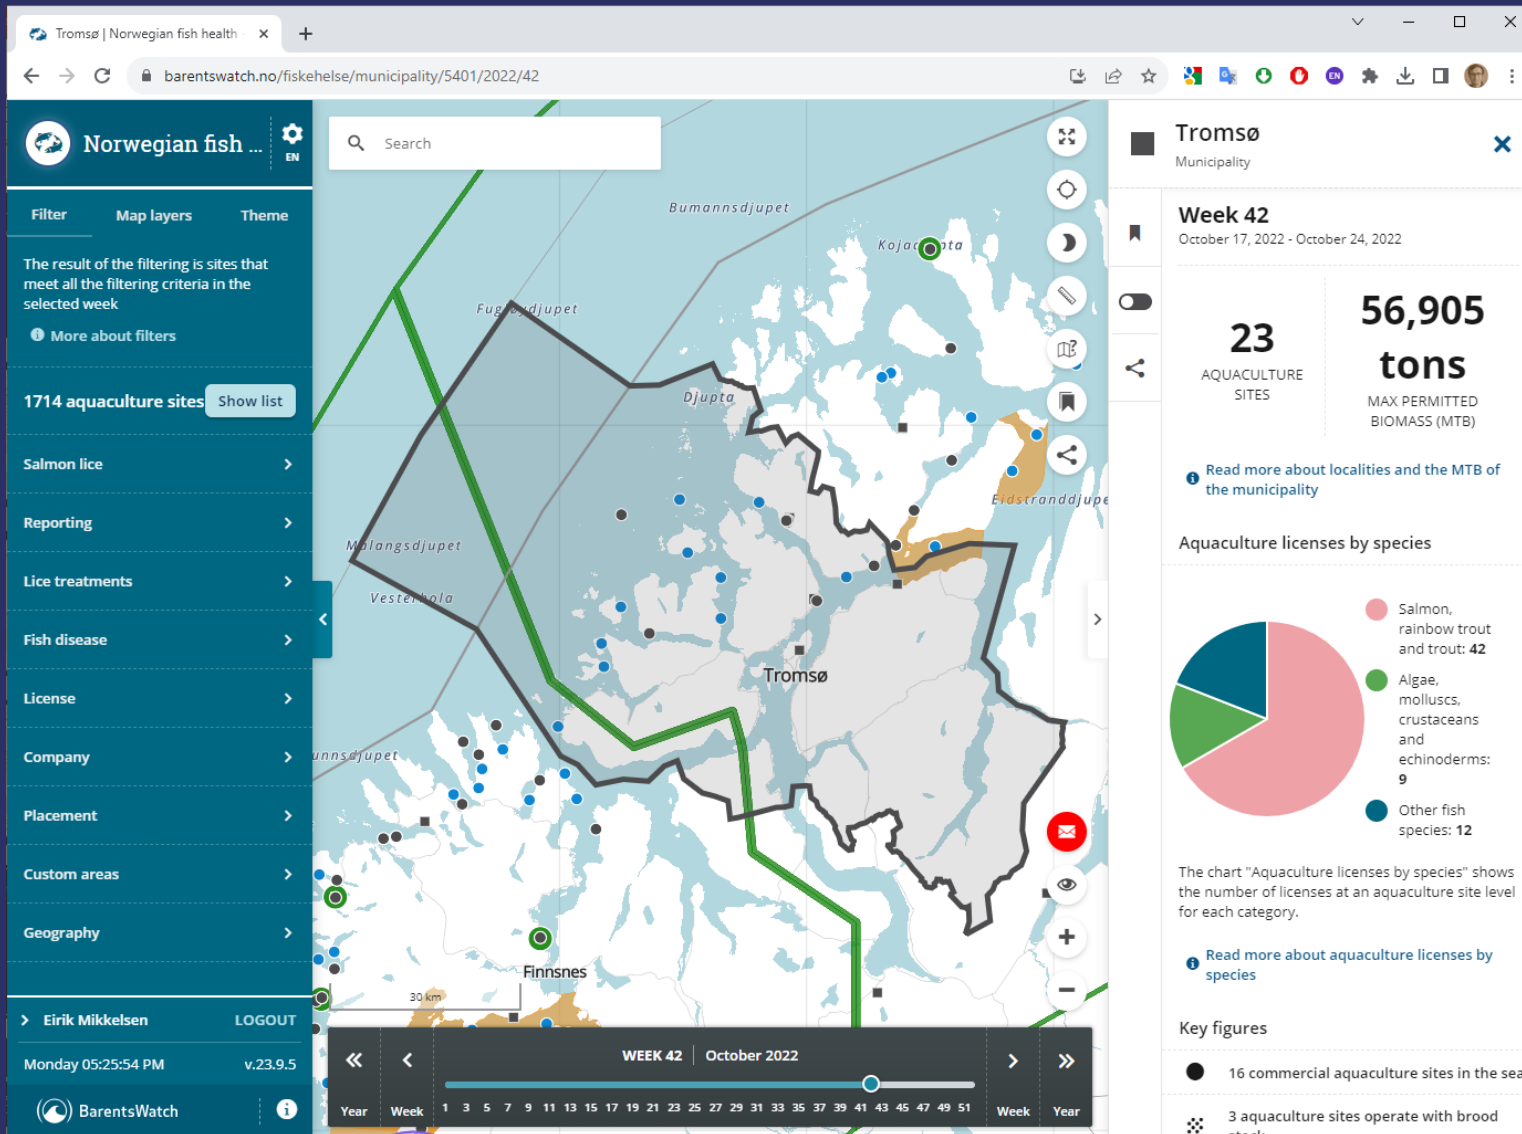 Tromsø | Norwegian fish health
barentswatch.no/fiskehelse/municipality/5401/2022/42
EN
Norwegian fish ...
EN
Filter
Map layers
Theme
The result of the filtering is sites that
meet all the filtering criteria in the
selected week
More about filters
1714 aquaculture sites
Show list
Salmon lice
Reporting
Lice treatments
Fish disease
License
Company
Placement
Custom areas
Geography
Eirik Mikkelsen
LOGOUT
Monday 05:25:54 PM
v.23.9.5
BarentsWatch
Search
Bumannsdjupet
Djupta
Malangsdjupet
Eidstranddjupe
Tromsø
unnsdjupet
Finnsnes
30 km
WEEK 42
October 2022
Year
Week
1 3 5 7 9 11 13 15 17 19 21 23 25 27 29 31 33 35 37 39 41 43 45 47 49 51
Week
Year
Tromsø
Municipality
Week 42
October 17, 2022 - October 24, 2022
23
AQUACULTURE
SITES
56,905
tons
MAX PERMITTED
BIOMASS (MTB)
Read more about localities and the MTB of
the municipality
Aquaculture licenses by species
Salmon,
rainbow trout
and trout: 42
Algae,
molluscs,
crustaceans
and
echinoderms:
9
Other fish
species: 12
The chart "Aquaculture licenses by species" shows
the number of licenses at an aquaculture site level
for each category.
Read more about aquaculture licenses by
species
Key figures
16 commercial aquaculture sites in the sea
3 aquaculture sites operate with brood